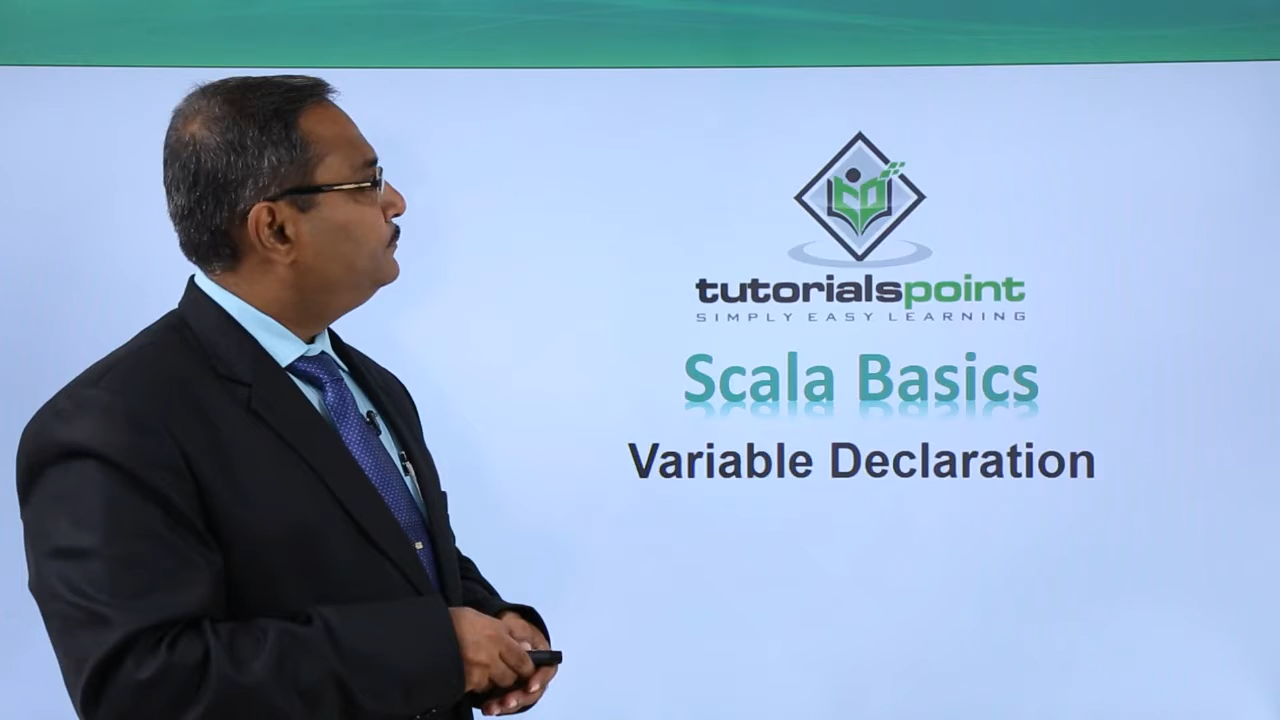 tutorialspoint
SIMPLY EASY LEARNING
Scala Basics
Variable Declaration